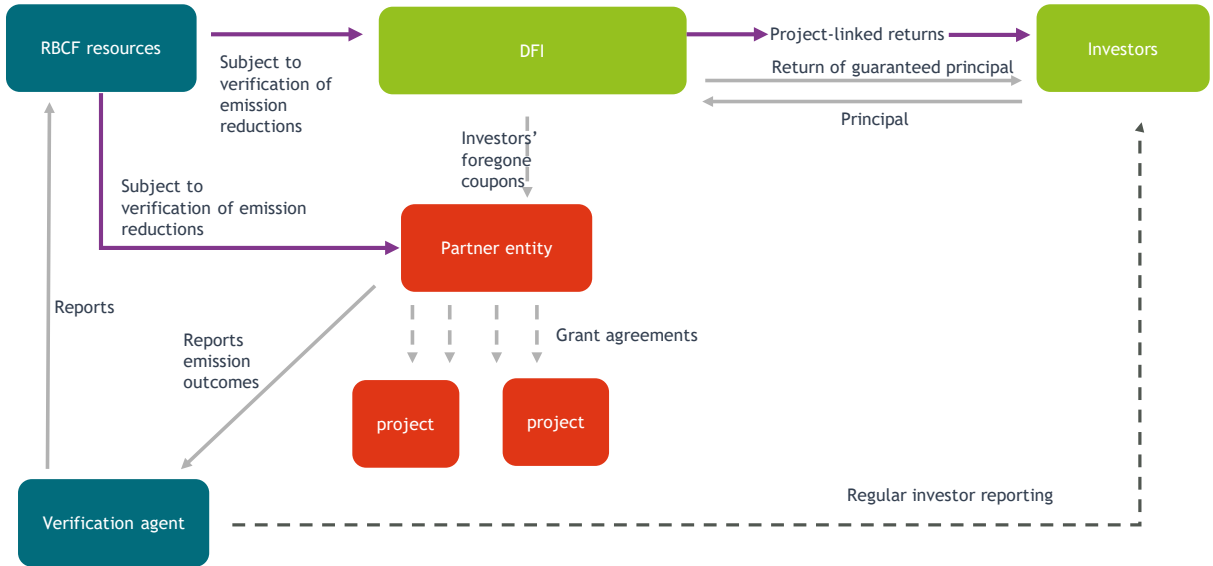 RBCF resources
DFI
Project-linked returns
Investors
Subject to
verification of
emission
reductions
Return of guaranteed principal
Principal
Investors’
foregone
coupons
Subject to
verification of emission
reductions
Partner entity
Reports
Reports
emission
outcomes
Grant agreements
project
project
Verification agent
Regular investor reporting